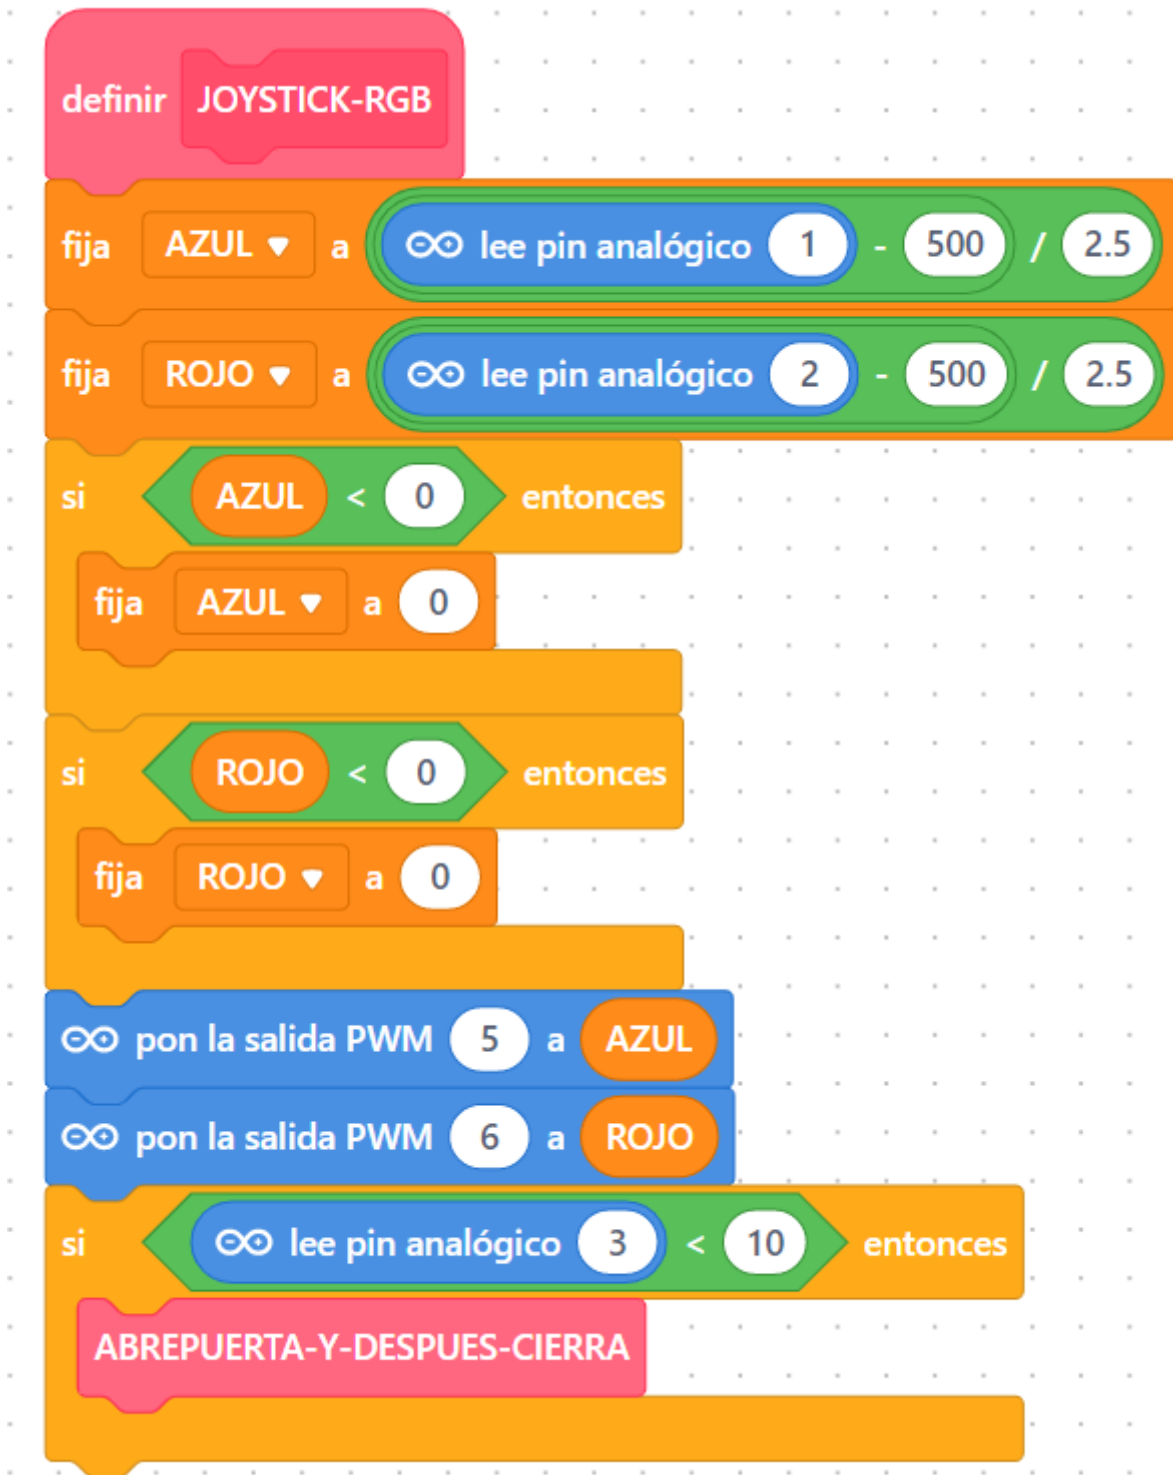 definir JOYSTICK-RGB
fija AZUL a lee pin analógico 1 - 500 / 2.5
fija ROJO a lee pin analógico 2 - 500 / 2.5
si AZUL < 0 entonces
fija AZUL a 0
si ROJO < 0 entonces
fija ROJO a 0
pon la salida PWM 5 a AZUL
pon la salida PWM 6 a ROJO
si lee pin analógico 3 < 10 entonces
ABREPUERTA-Y-DESPUES-CIERRA